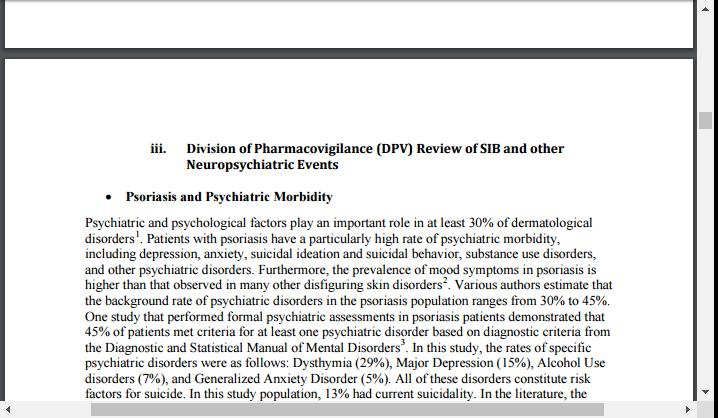 iii. Division of Pharmacovigilance (DPV) Review of SIB and other
Neuropsychiatric Events
• Psoriasis and Psychiatric Morbidity
Psychiatric and psychological factors play an important role in at least 30% of dermatological
disorders¹. Patients with psoriasis have a particularly high rate of psychiatric morbidity,
including depression, anxiety, suicidal ideation and suicidal behavior, substance use disorders,
and other psychiatric disorders. Furthermore, the prevalence of mood symptoms in psoriasis is
higher than that observed in many other disfiguring skin disorders². Various authors estimate that
the background rate of psychiatric disorders in the psoriasis population ranges from 30% to 45%.
One study that performed formal psychiatric assessments in psoriasis patients demonstrated that
45% of patients met criteria for at least one psychiatric disorder based on diagnostic criteria from
the Diagnostic and Statistical Manual of Mental Disorders³. In this study, the rates of specific
psychiatric disorders were as follows: Dysthymia (29%), Major Depression (15%), Alcohol Use
disorders (7%), and Generalized Anxiety Disorder (5%). All of these disorders constitute risk
factors for suicide. In this study population, 13% had current suicidality. In the literature, the